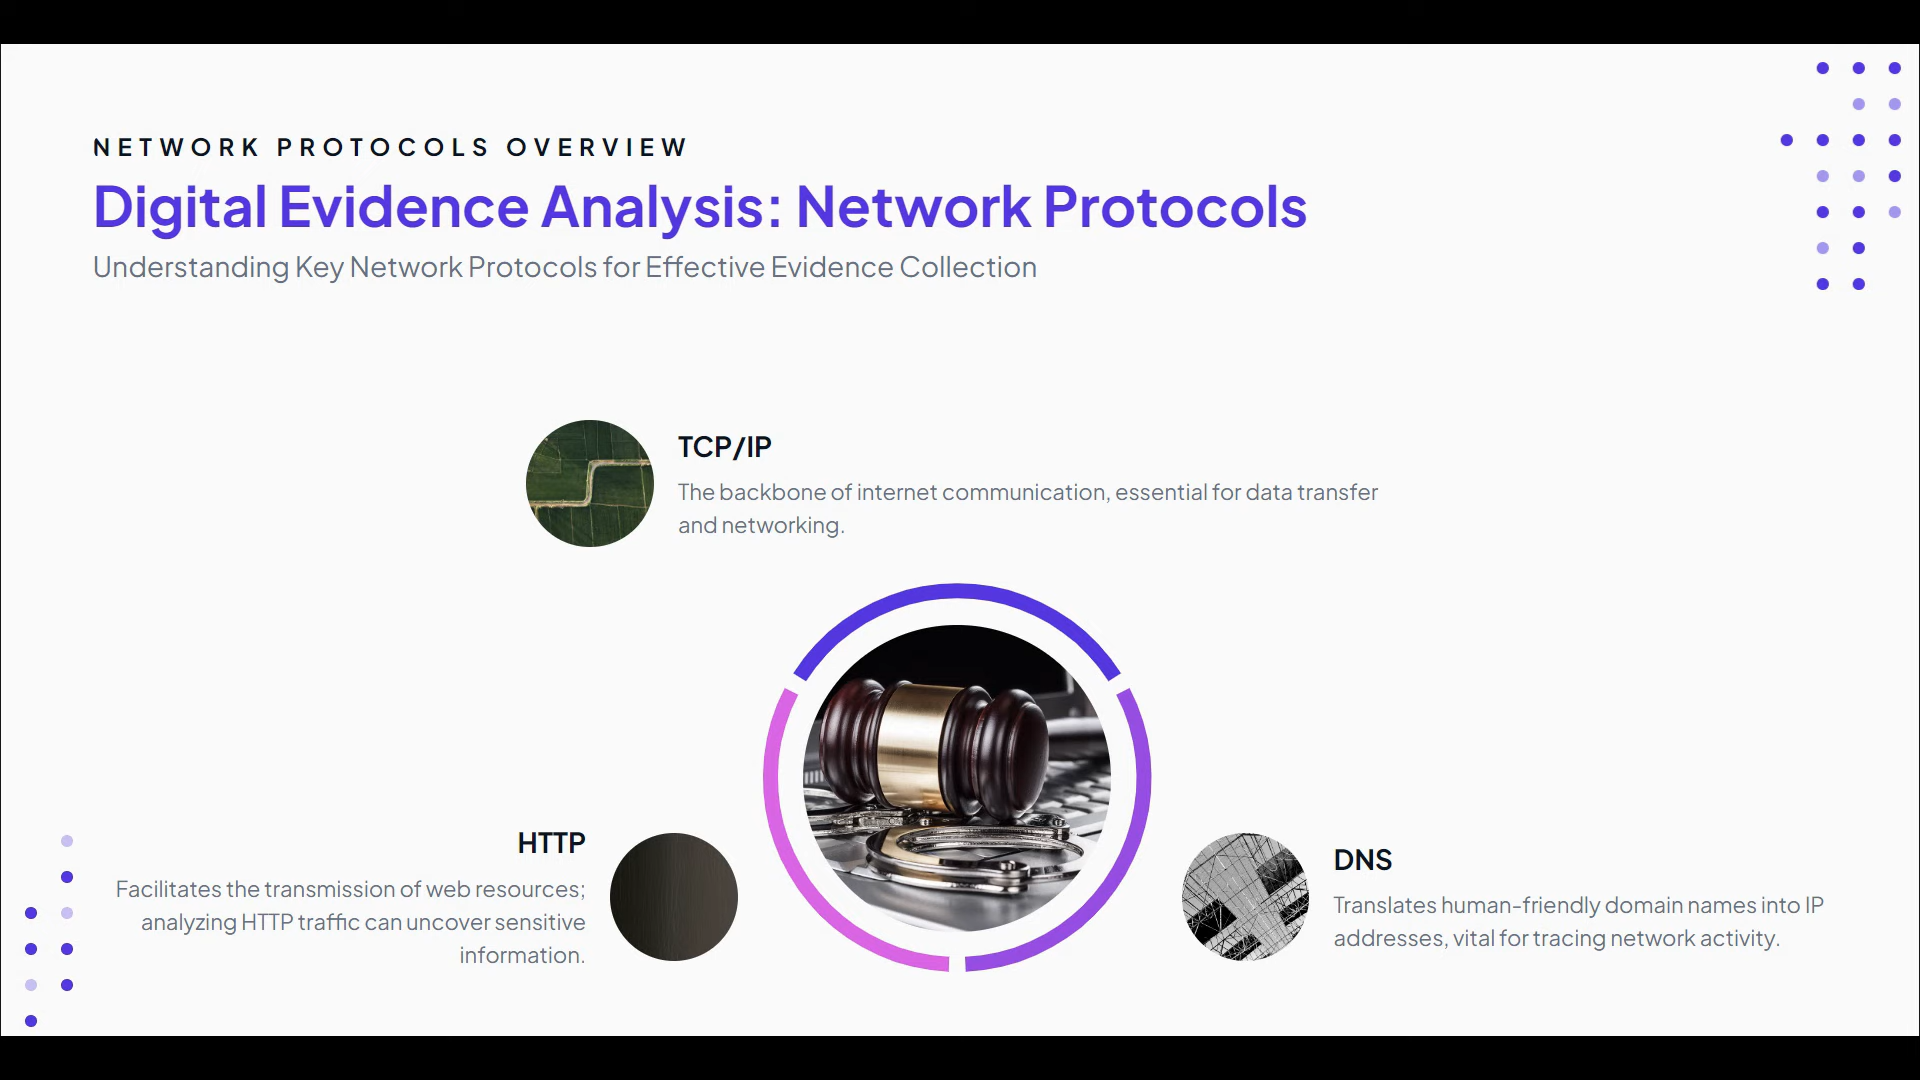 NETWORK PROTOCOLS OVERVIEW
Digital Evidence Analysis: Network Protocols
Understanding Key Network Protocols for Effective Evidence Collection
TCP/IP
The backbone of internet communication, essential for data transfer
and networking.
HTTP
Facilitates the transmission of web resources;
analyzing HTTP traffic can uncover sensitive
information.
DNS
Translates human-friendly domain names into IP
addresses, vital for tracing network activity.